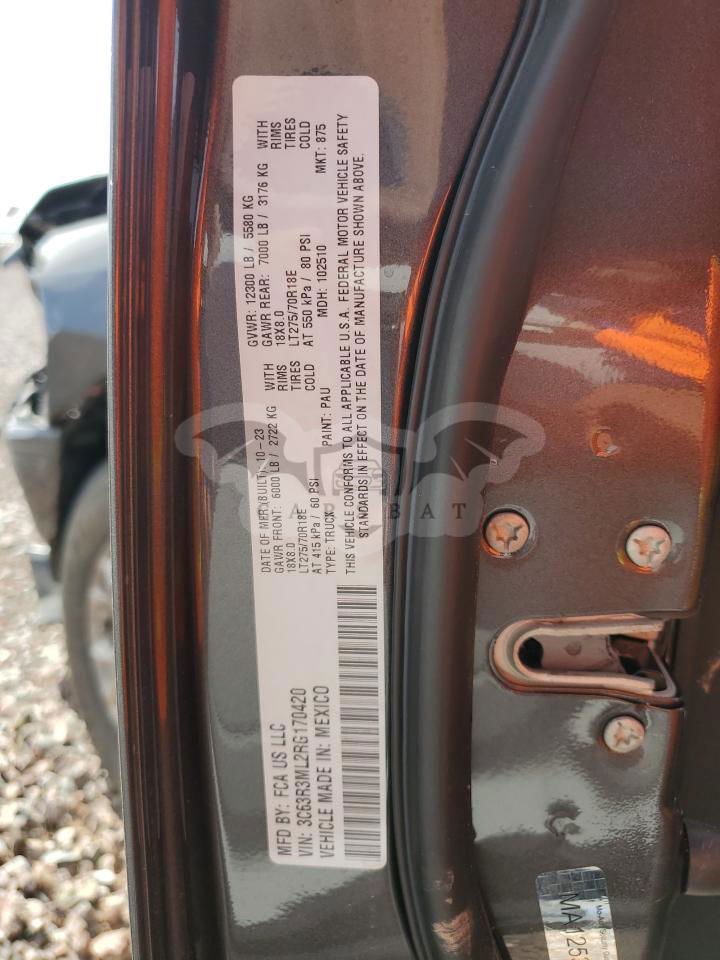 MFD BY: FCA US LLC
VIN: 3C63R3ML2RG170420
VEHICLE MADE IN: MEXICO
DATE OF MFR (BUILT): 10-23
GAWR FRONT: 6000 LB / 2722 KG WITH
18X8.0 RIMS
LT275/70R18E TIRES
AT 415 kPa / 60 PSI COLD
TYPE: TRUCK PAINT: PAU
GVWR: 12300 LB / 5580 KG
GAWR REAR: 7000 LB / 3176 KG WITH
18X8.0 RIMS
LT275/70R18E TIRES
AT 550 kPa / 80 PSI COLD
MDH: 102510 MKT: 875
THIS VEHICLE CONFORMS TO ALL APPLICABLE U.S.A. FEDERAL MOTOR VEHICLE SAFETY
STANDARDS IN EFFECT ON THE DATE OF MANUFACTURE SHOWN ABOVE.